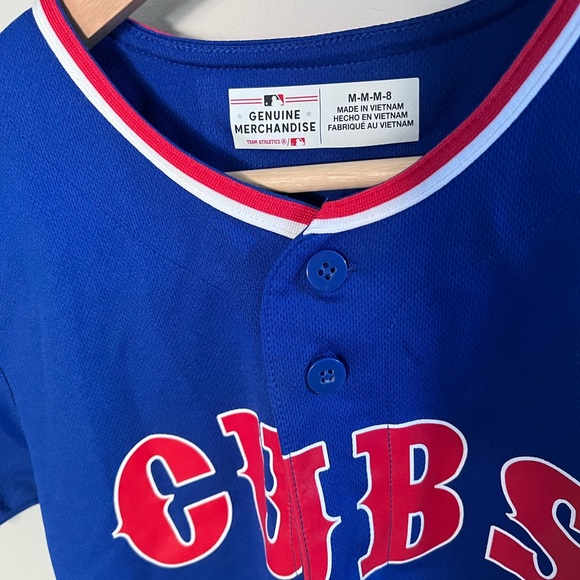 GENUINE
MERCHANDISE
TEAM ATHLETICS ®/
M-M-M-8
MADE IN VIETNAM
HECHO EN VIETNAM
FABRIQUÉ AU VIETNAM
CUBS